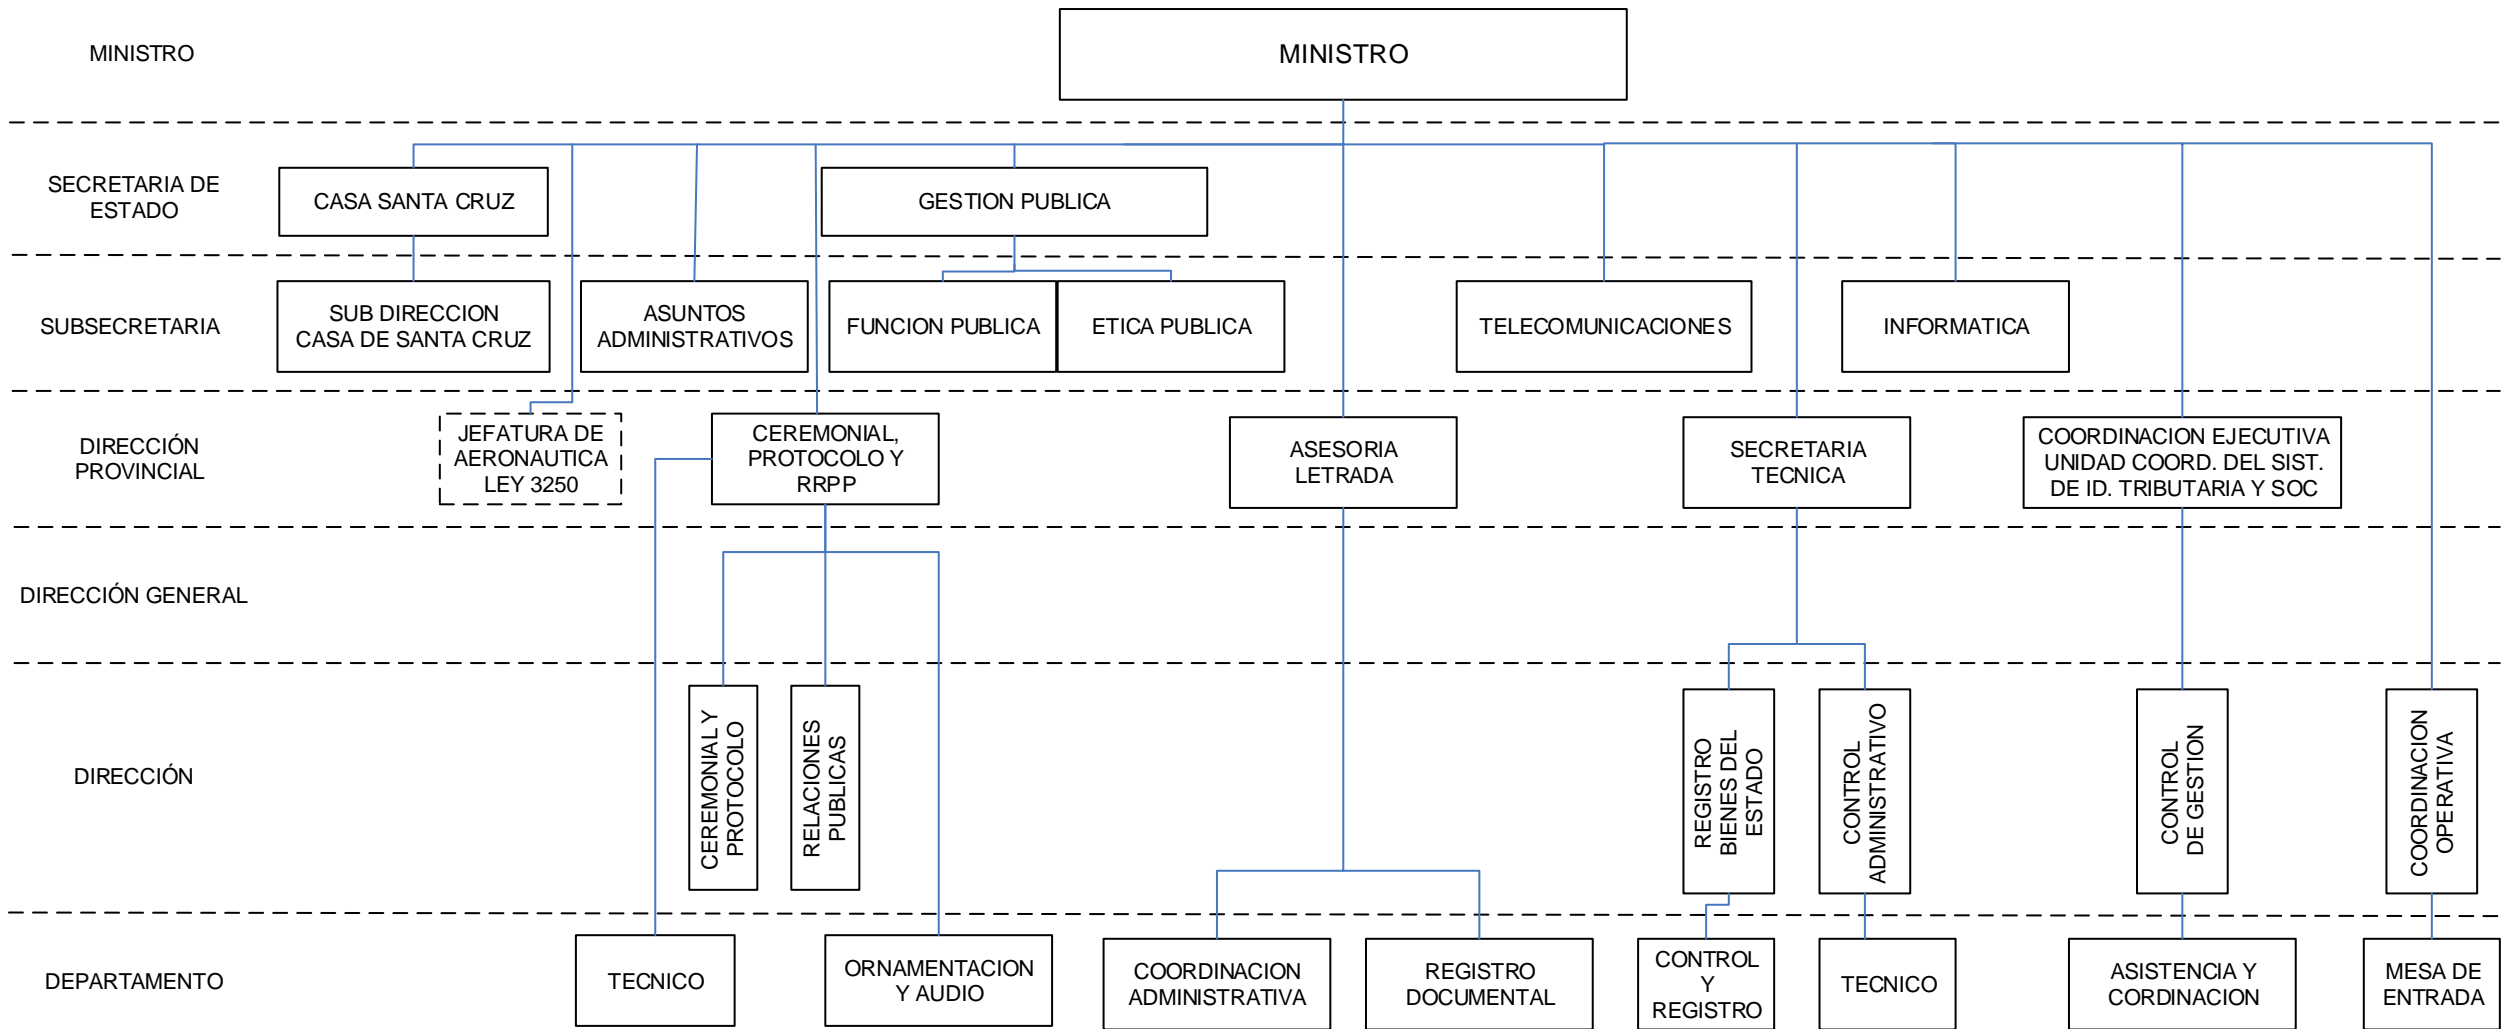 MINISTRO
MINISTRO
SECRETARIA DE
ESTADO
CASA SANTA CRUZ
GESTION PUBLICA
SUBSECRETARIA
SUB DIRECCION
CASA DE SANTA CRUZ
ASUNTOS
ADMINISTRATIVOS
FUNCION PUBLICA
ETICA PUBLICA
TELECOMUNICACIONES
INFORMATICA
DIRECCIÓN
PROVINCIAL
JEFATURA DE
AERONAUTICA
LEY 3250
CEREMONIAL,
PROTOCOLO Y
RRPP
ASESORIA
LETRADA
SECRETARIA
TECNICA
COORDINACION EJECUTIVA
UNIDAD COORD. DEL SIST.
DE ID. TRIBUTARIA Y SOC
DIRECCIÓN GENERAL
DIRECCIÓN
CEREMONIAL Y
PROTOCOLO
RELACIONES
PUBLICAS
REGISTRO
BIENES DEL
ESTADO
CONTROL
ADMINISTRATIVO
CONTROL
DE GESTION
COORDINACION
OPERATIVA
DEPARTAMENTO
TECNICO
ORNAMENTACION
Y AUDIO
COORDINACION
ADMINISTRATIVA
REGISTRO
DOCUMENTAL
CONTROL
Y
REGISTRO
TECNICO
ASISTENCIA Y
CORDINACION
MESA DE
ENTRADA